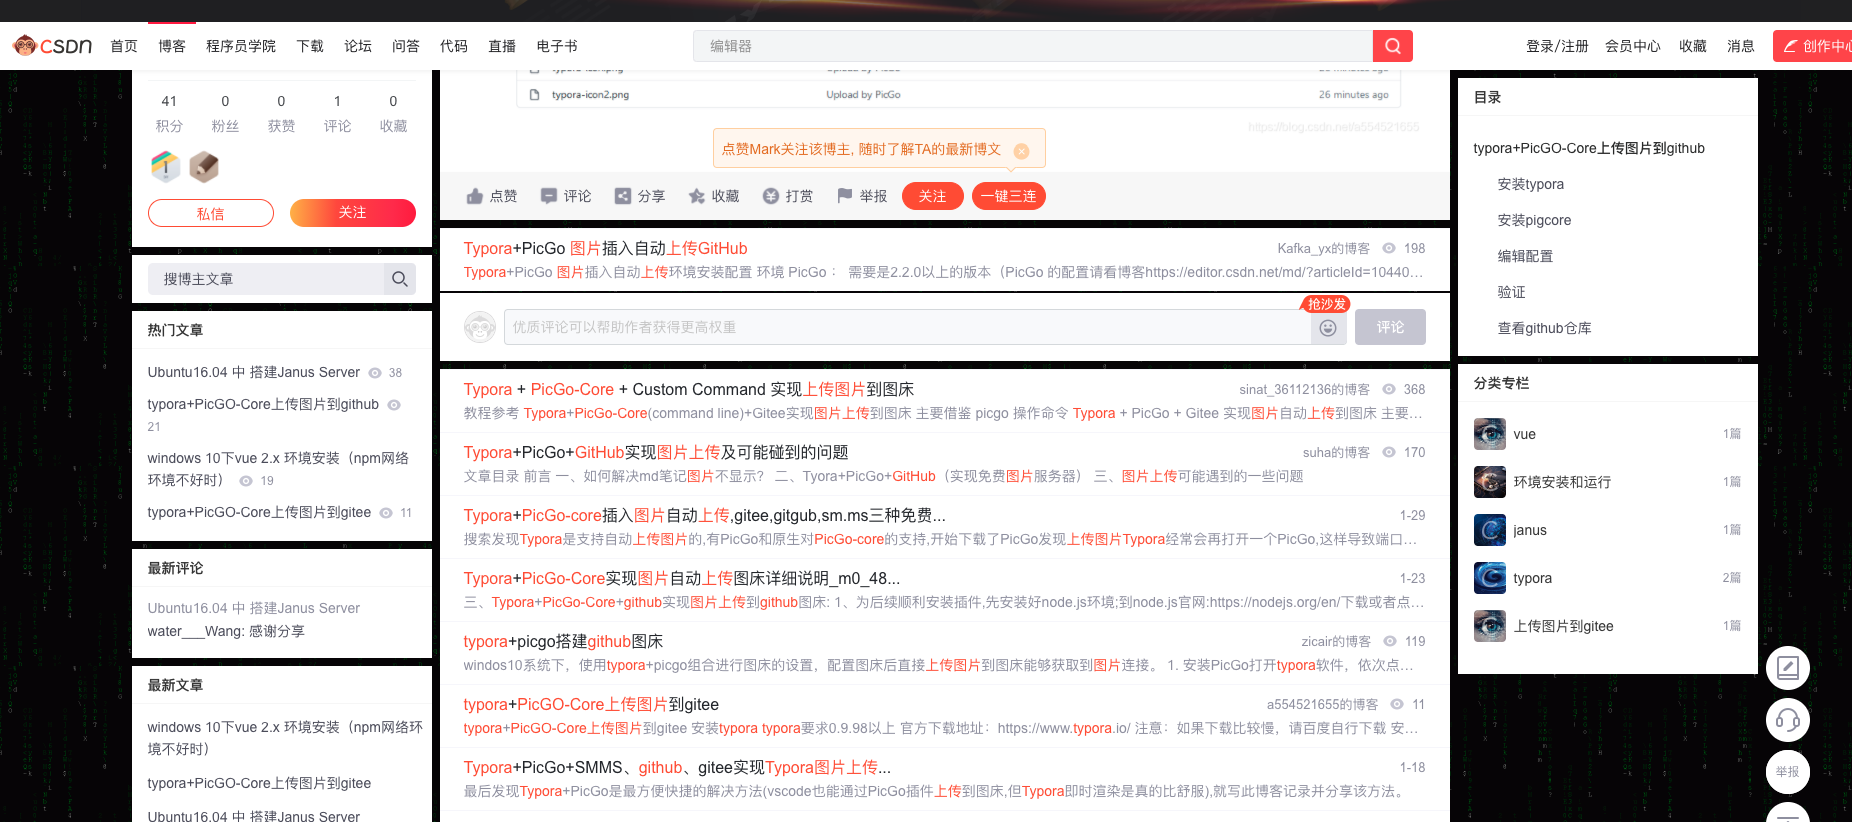 CSDN 首页 博客 程序员学院 下载 论坛 问答 代码 直播 电子书 编辑器 登录/注册 会员中心 收藏 消息 创作中心
41 0 0 1 0
积分 粉丝 获赞 评论 收藏
私信 关注
搜博主文章
热门文章
Ubuntu16.04 中 搭建Janus Server 38
typora+PicGO-Core上传图片到github
21
windows 10下vue 2.x 环境安装（npm网络
环境不好时） 19
typora+PicGO-Core上传图片到gitee 11
最新评论
Ubuntu16.04 中 搭建Janus Server
water___Wang: 感谢分享
最新文章
windows 10下vue 2.x 环境安装（npm网络环
境不好时）
typora+PicGO-Core上传图片到gitee
Ubuntu16.04 中 搭建Janus Server
typora-icon.png Upload by PicGo 26 minutes ago
typora-icon2.png Upload by PicGo 26 minutes ago
https://blog.csdn.net/a554521655
点赞Mark关注该博主, 随时了解TA的最新博文
点赞 评论 分享 收藏 打赏 举报 关注 一键三连
Typora+PicGo 图片插入自动上传GitHub Kafka_yx的博客 198
Typora+PicGo 图片插入自动上传环境安装配置 环境 PicGo ： 需要是2.2.0以上的版本（PicGo 的配置请看博客https://editor.csdn.net/md/?articleId=10440...
抢沙发
优质评论可以帮助作者获得更高权重 评论
Typora + PicGo-Core + Custom Command 实现上传图片到图床 sinat_36112136的博客 368
教程参考 Typora+PicGo-Core(command line)+Gitee实现图片上传到图床 主要借鉴 picgo 操作命令 Typora + PicGo + Gitee 实现图片自动上传到图床 主要...
Typora+PicGo+GitHub实现图片上传及可能碰到的问题 suha的博客 170
文章目录 前言 一、如何解决md笔记图片不显示？ 二、Tyora+PicGo+GitHub（实现免费图片服务器） 三、图片上传可能遇到的一些问题
Typora+PicGo-core插入图片自动上传,gitee,gitgub,sm.ms三种免费... 1-29
搜索发现Typora是支持自动上传图片的,有PicGo和原生对PicGo-core的支持,开始下载了PicGo发现上传图片Typora经常会再打开一个PicGo,这样导致端口...
Typora+PicGo-Core实现图片自动上传图床详细说明_m0_48... 1-23
三、Typora+PicGo-Core+github实现图片上传到github图床: 1、为后续顺利安装插件,先安装好node.js环境;到node.js官网:https://nodejs.org/en/下载或者点...
typora+picgo搭建github图床 zicair的博客 119
windos10系统下，使用typora+picgo组合进行图床的设置，配置图床后直接上传图片到图床能够获取到图片连接。 1. 安装PicGo打开typora软件，依次点...
typora+PicGO-Core上传图片到gitee a554521655的博客 11
typora+PicGO-Core上传图片到gitee 安装typora typora要求0.9.98以上 官方下载地址：https://www.typora.io/ 注意：如果下载比较慢，请百度自行下载 安...
Typora+PicGo+SMMS、github、gitee实现Typora图片上传... 1-18
最后发现Typora+PicGo是最方便快捷的解决方法(vscode也能通过PicGo插件上传到图床,但Typora即时渲染是真的比舒服),就写此博客记录并分享该方法。
目录
typora+PicGO-Core上传图片到github
安装typora
安装pigcore
编辑配置
验证
查看github仓库
分类专栏
vue 1篇
环境安装和运行 1篇
janus 1篇
typora 2篇
上传图片到gitee 1篇
举报